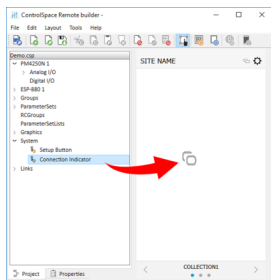 ControlSpace Remote builder -
File Edit Layout Tools Help
Demo.csp
PM4250N 1
Analog I/O
Digital I/O
ESP-880 1
Groups
ParameterSets
RCGroups
ParameterSetLists
Graphics
System
Setup Button
Connection Indicator
Links
Project
Properties
SITE NAME
COLLECTION1